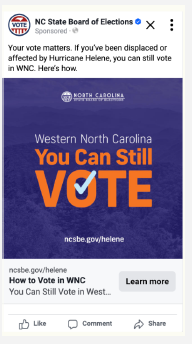 VOTE
NC State Board of Elections
Sponsored ·
Your vote matters. If you've been displaced or
affected by Hurricane Helene, you can still vote
in WNC. Here's how.
NORTH CAROLINA
STATE BOARD OF ELECTIONS
Western North Carolina
You Can Still
VOTE
ncsbe.gov/helene
ncsbe.gov/helene
How to Vote in WNC
You Can Still Vote in West...
Learn more
Like
Comment
Share